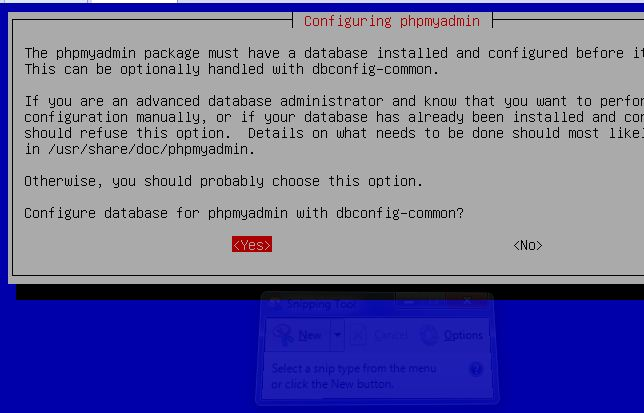 Configuring phpmyadmin
The phpmyadmin package must have a database installed and configured before it
This can be optionally handled with dbconfig-common.
If you are an advanced database administrator and know that you want to perfor
configuration manually, or if your database has already been installed and con
should refuse this option. Details on what needs to be done should most likel
in /usr/share/doc/phpmyadmin.
Otherwise, you should probably choose this option.
Configure database for phpmyadmin with dbconfig-common?
<Yes> <No>
Snipping Tool
New Cancel Options
Select a snip type from the menu
or click the New button.